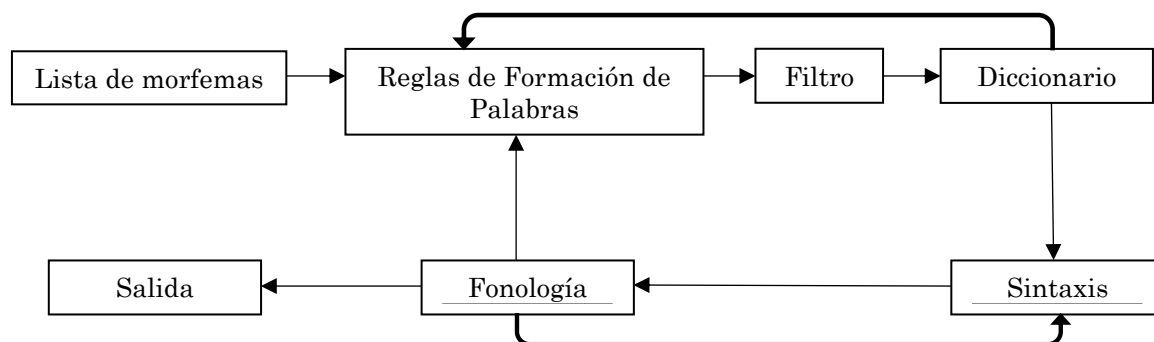 Lista de morfemas
Reglas de Formación de
Palabras
Filtro
Diccionario
Salida
Fonología
Sintaxis